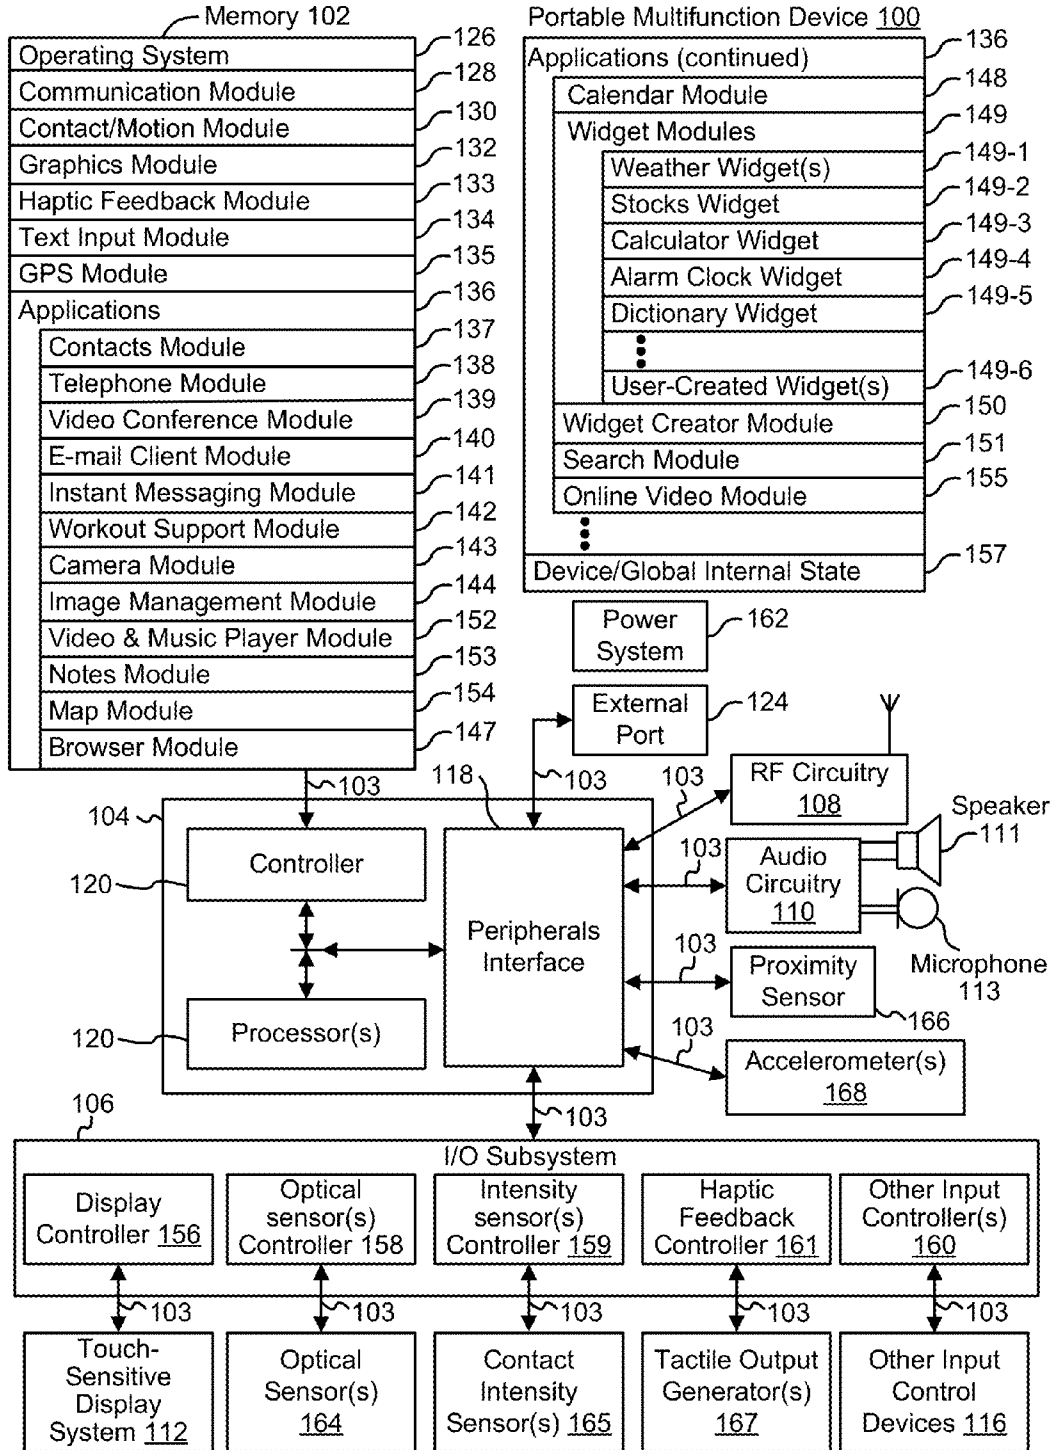 Memory 102
Operating System 126
Communication Module 128
Contact/Motion Module 130
Graphics Module 132
Haptic Feedback Module 133
Text Input Module 134
GPS Module 135
Applications 136
Contacts Module 137
Telephone Module 138
Video Conference Module 139
E-mail Client Module 140
Instant Messaging Module 141
Workout Support Module 142
Camera Module 143
Image Management Module 144
Video & Music Player Module 152
Notes Module 153
Map Module 154
Browser Module 147
Portable Multifunction Device 100
Applications (continued) 136
Calendar Module 148
Widget Modules 149
Weather Widget(s) 149-1
Stocks Widget 149-2
Calculator Widget 149-3
Alarm Clock Widget 149-4
Dictionary Widget 149-5
User-Created Widget(s) 149-6
Widget Creator Module 150
Search Module 151
Online Video Module 155
Device/Global Internal State 157
Power
System
162
External
Port
124
103
103
118
104
Controller
120
Processor(s)
120
Peripherals
Interface
103
RF Circuitry
108
Speaker
111
103
Audio
Circuitry
110
Microphone
113
103
Proximity
Sensor
166
103
Accelerometer(s)
168
103
106
I/O Subsystem
Display
Controller 156
Optical
sensor(s)
Controller 158
Intensity
sensor(s)
Controller 159
Haptic
Feedback
Controller 161
Other Input
Controller(s)
160
103
103
103
103
103
Touch-
Sensitive
Display
System 112
Optical
Sensor(s)
164
Contact
Intensity
Sensor(s) 165
Tactile Output
Generator(s)
167
Other Input
Control
Devices 116